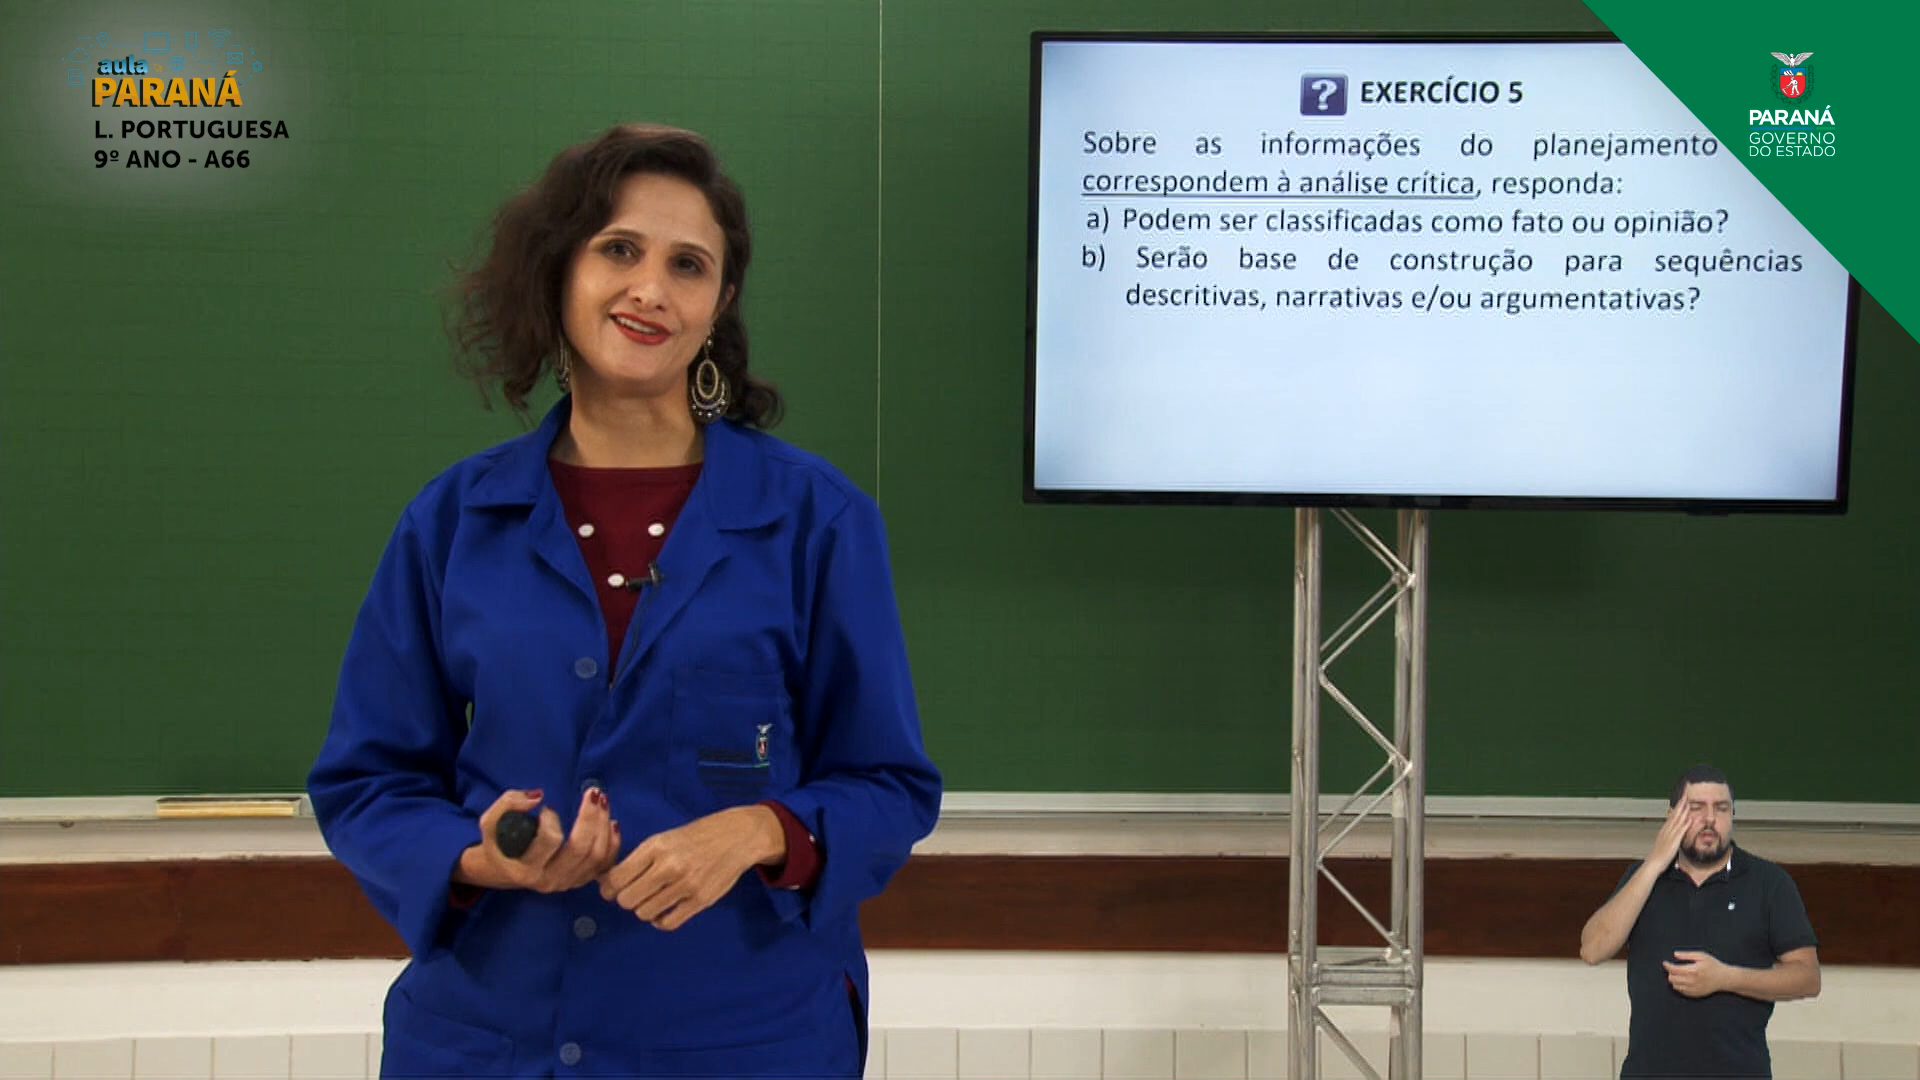 aula
PARANÁ
L. PORTUGUESA
9º ANO - A66
? EXERCÍCIO 5
Sobre as informações do planejamento
correspondem à análise crítica, responda:
a) Podem ser classificadas como fato ou opinião?
b) Serão base de construção para sequências
descritivas, narrativas e/ou argumentativas?
PARANÁ
GOVERNO
DO ESTADO